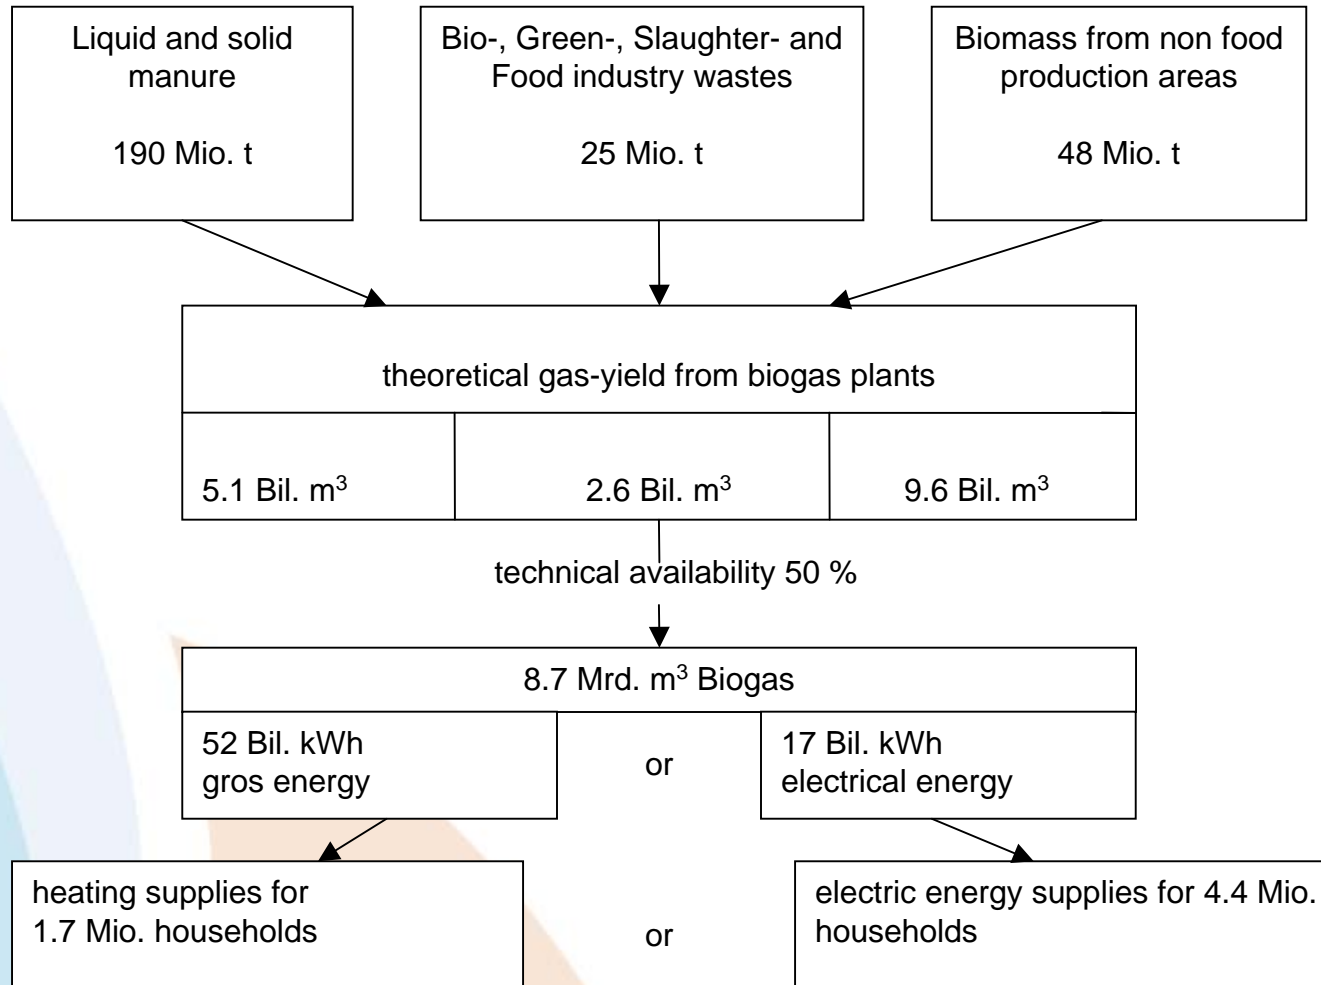 Liquid and solid
manure
190 Mio. t
Bio-, Green-, Slaughter- and
Food industry wastes
25 Mio. t
Biomass from non food
production areas
48 Mio. t
theoretical gas-yield from biogas plants
5.1 Bil. m³
2.6 Bil. m³
9.6 Bil. m³
technical availability 50 %
8.7 Mrd. m³ Biogas
52 Bil. kWh
gros energy
or
17 Bil. kWh
electrical energy
heating supplies for
1.7 Mio. households
or
electric energy supplies for 4.4 Mio.
households